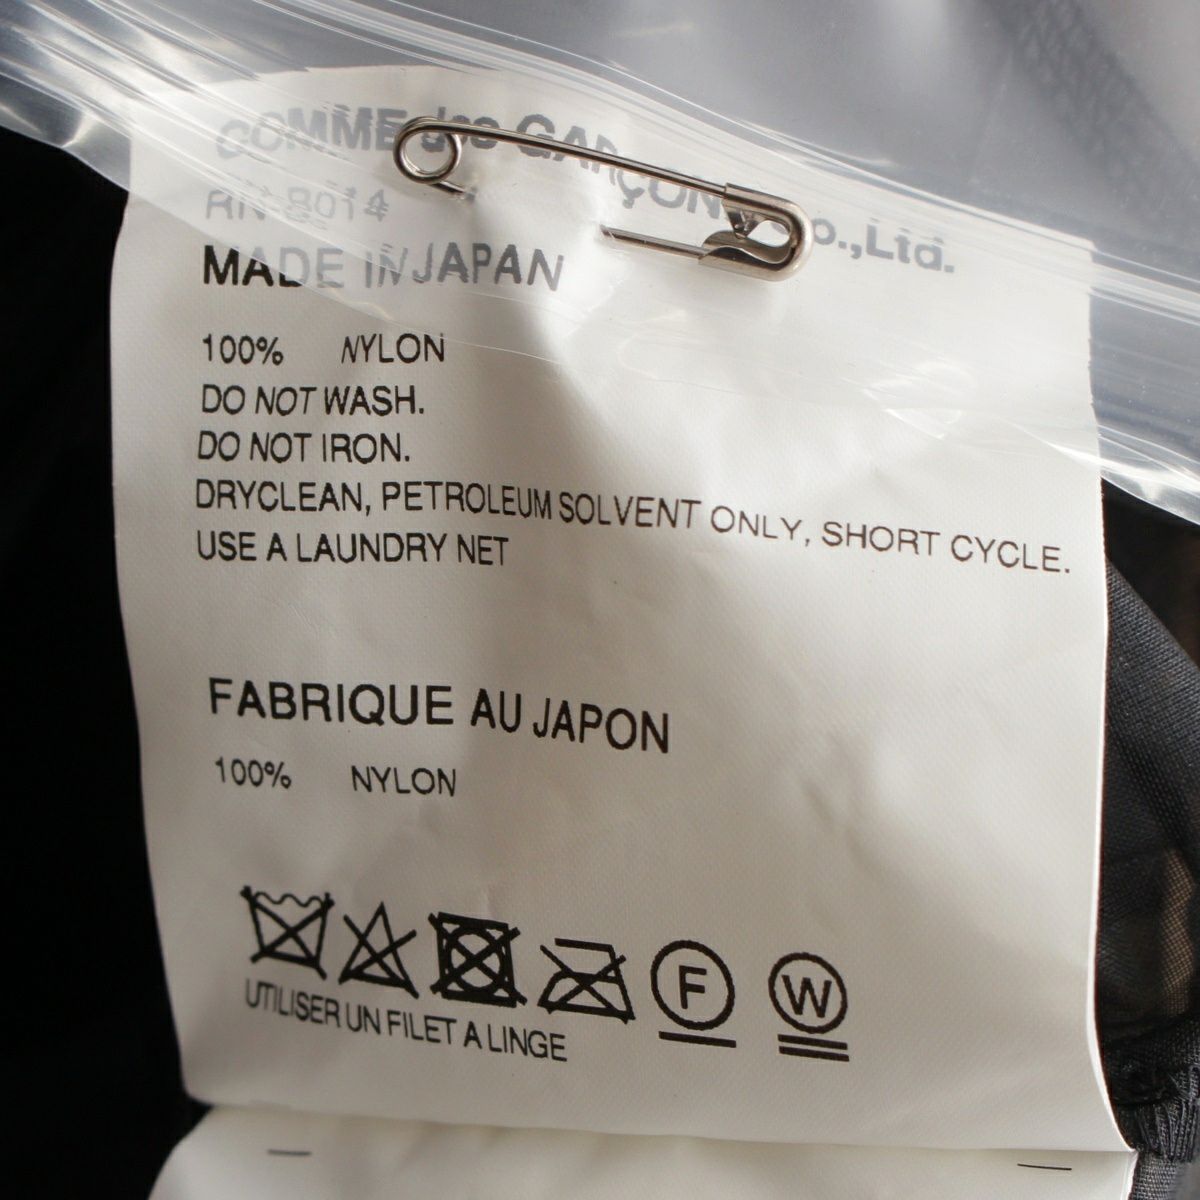 COMME des GARÇONS Co.,Ltd.
RN 8014
MADE IN JAPAN
100% NYLON
DO NOT WASH.
DO NOT IRON.
DRYCLEAN, PETROLEUM SOLVENT ONLY, SHORT CYCLE.
USE A LAUNDRY NET
FABRIQUE AU JAPON
100% NYLON
F W
UTILISER UN FILET A LINGE